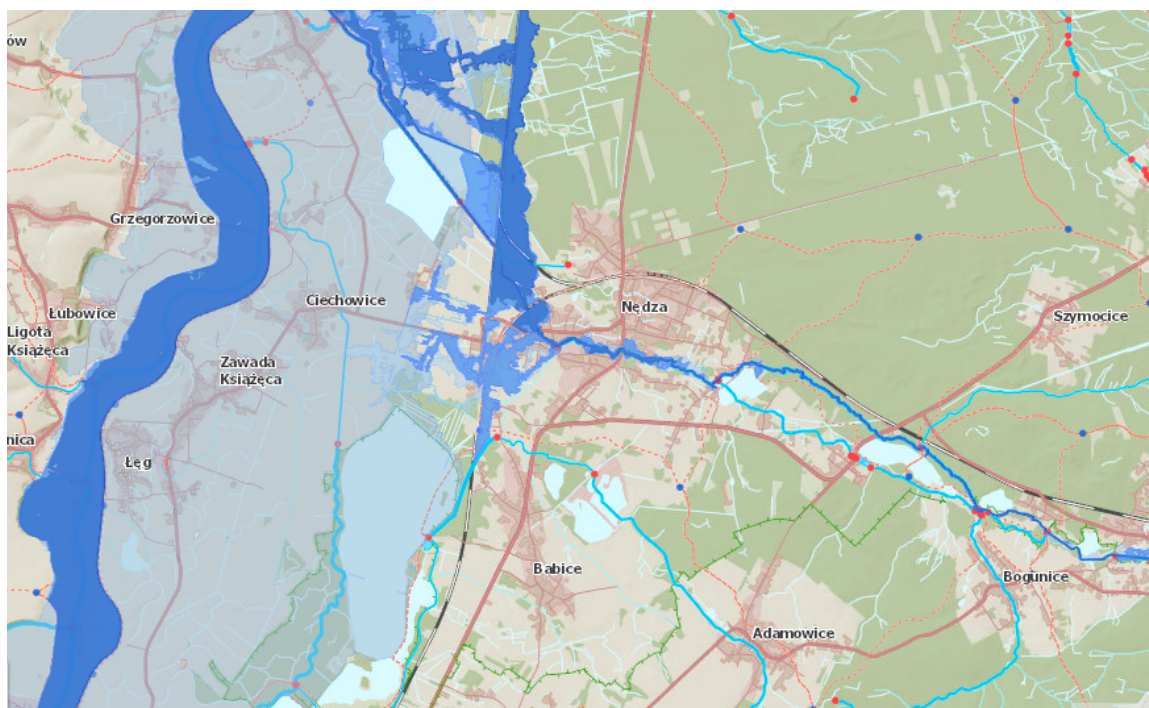 ów
Grzegorzowice
Łubowice
Ligota
Książęca
nica
Łęg
Zawada
Książęca
Ciechowice
Nędza
Szymocice
Babice
Adamowice
Bogunice